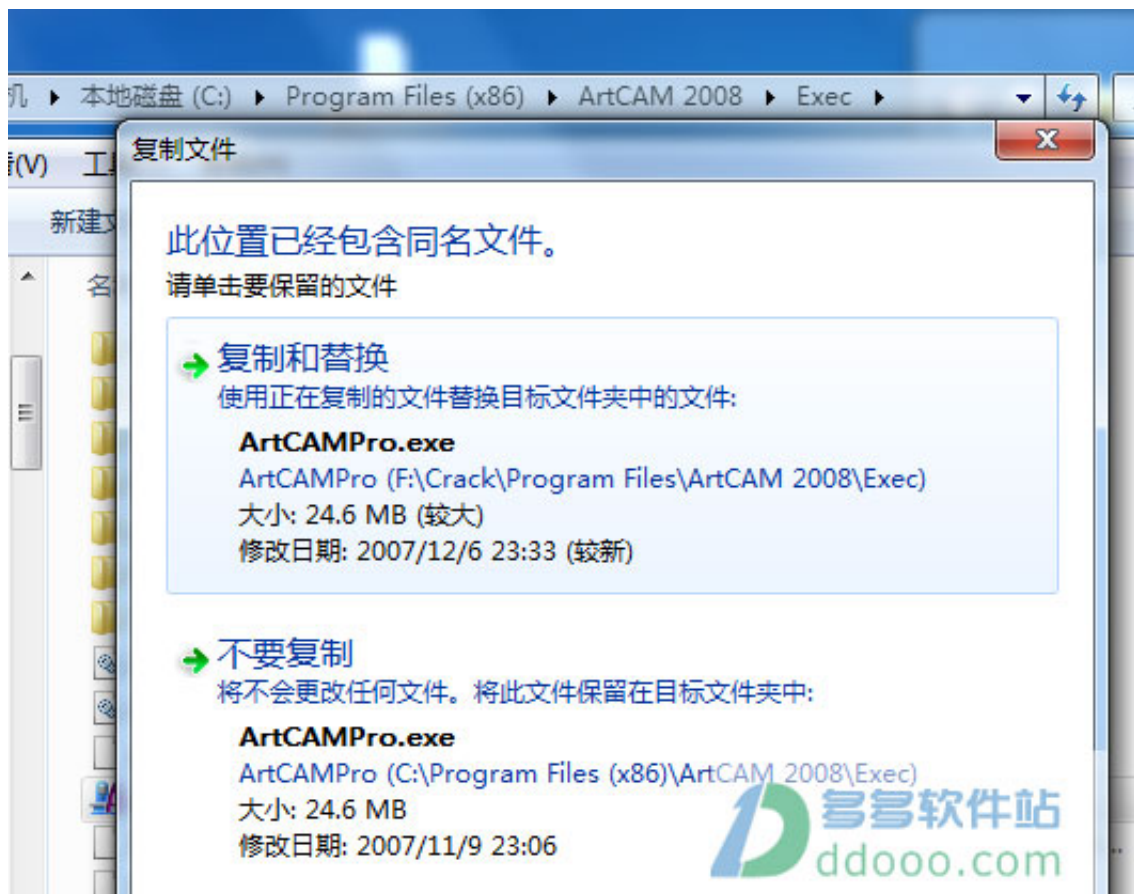 机 ▸ 本地磁盘 (C:) ▸ Program Files (x86) ▸ ArtCAM 2008 ▸ Exec ▸
复制文件
(V) 工
新建文
此位置已经包含同名文件。
请单击要保留的文件
名
复制和替换
使用正在复制的文件替换目标文件夹中的文件:
ArtCAMPro.exe
ArtCAMPro (F:\Crack\Program Files\ArtCAM 2008\Exec)
大小: 24.6 MB (较大)
修改日期: 2007/12/6 23:33 (较新)
不要复制
将不会更改任何文件。将此文件保留在目标文件夹中:
ArtCAMPro.exe
ArtCAMPro (C:\Program Files (x86)\ArtCAM 2008\Exec)
大小: 24.6 MB
修改日期: 2007/11/9 23:06
多多软件站
ddooo.com